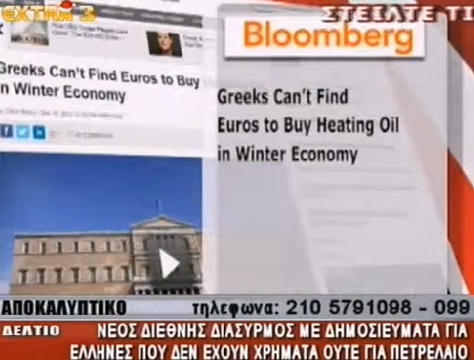 EXTRA 3
ΣΤΕΙΛΤΕ ΤΙ
Bloomberg
Greeks Can't Find Euros to Buy
n Winter Economy
Greeks Can't Find
Euros to Buy Heating Oil
in Winter Economy
ΑΠΟΚΑΛΥΠΤΙΚΟ
τηλεφωνα: 210 5791098 - 099
ΔΕΛΤΙΟ
ΝΕΟΣ ΔΙΕΘΝΗΣ ΔΙΑΣΥΡΜΟΣ ΜΕ ΔΗΜΟΣΙΕΥΜΑΤΑ ΓΙΑ
ΕΛΛΗΝΕΣ ΠΟΥ ΔΕΝ ΕΧΟΥΝ ΧΡΗΜΑΤΑ ΟΥΤΕ ΓΙΑ ΠΕΤΡΕΛΑΙΟ